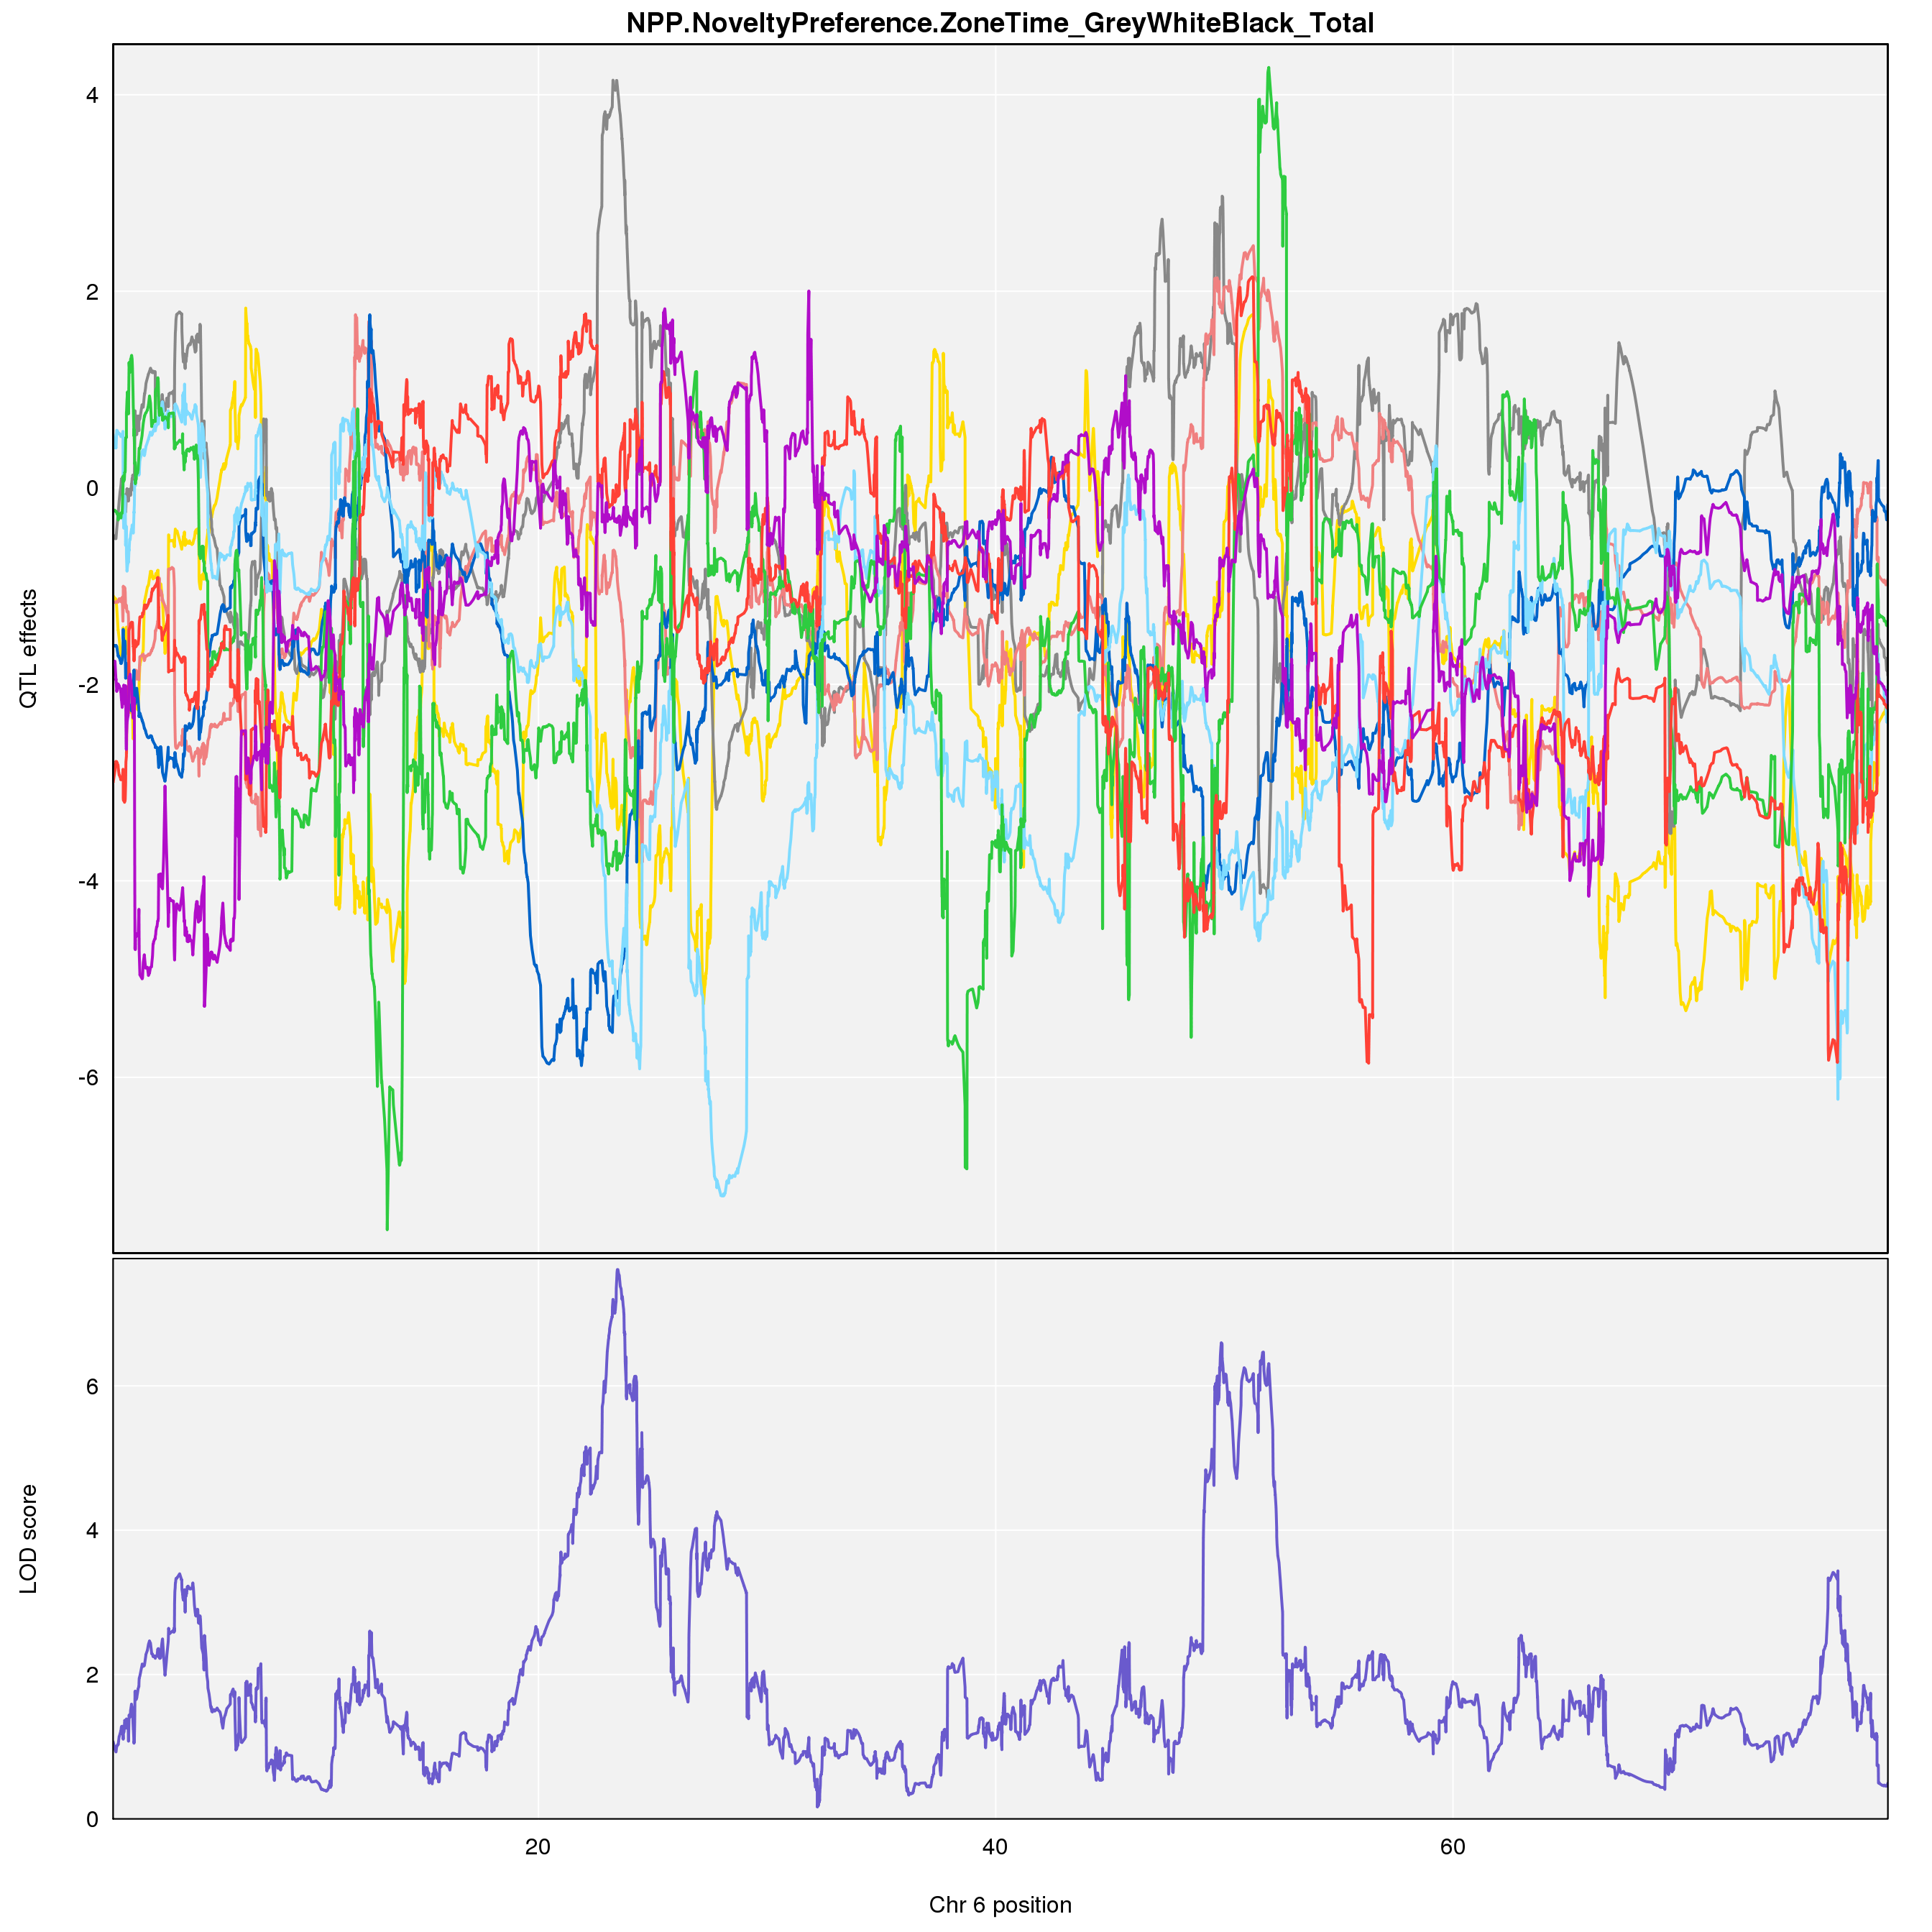 NPP.NoveltyPreference.ZoneTime_GreyWhiteBlack_Total
4
2
0
-2
-4
-6
QTL effects
6
4
2
0
LOD score
20 40 60
Chr 6 position